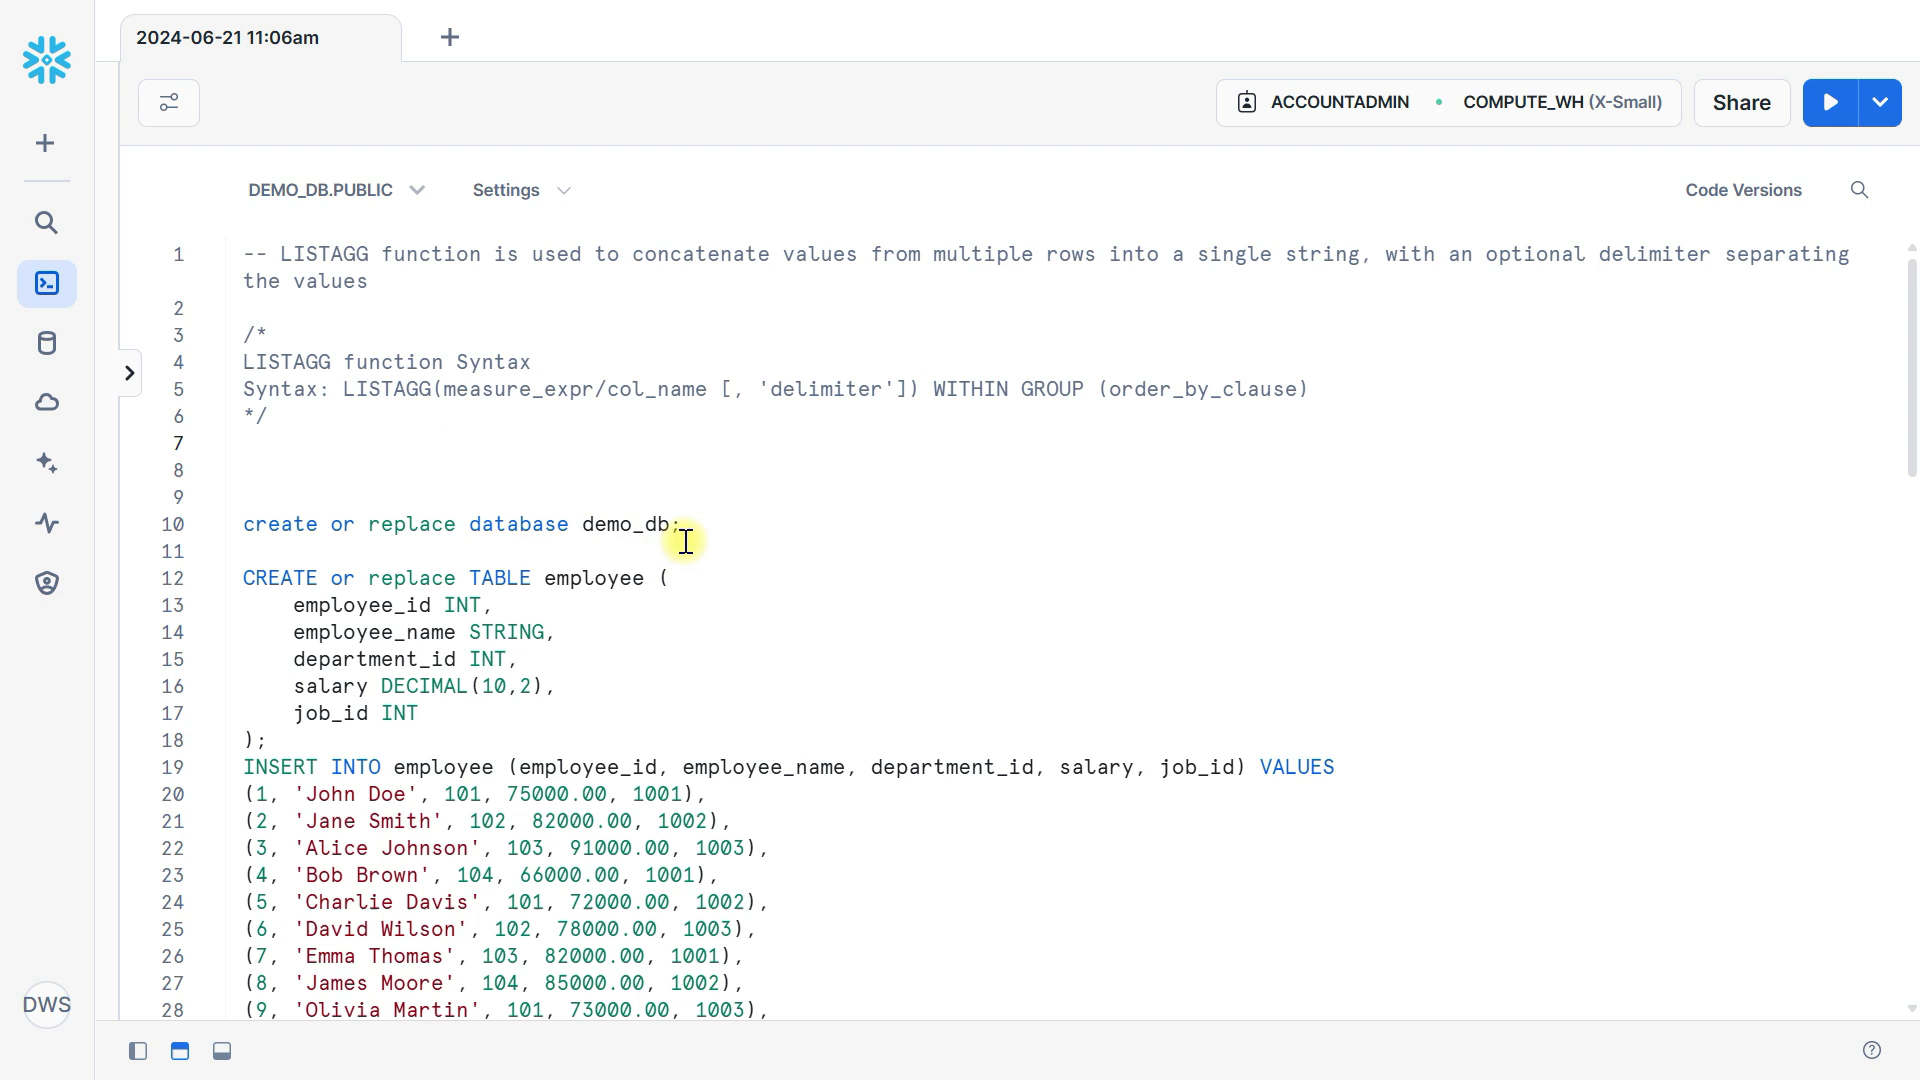 2024-06-21 11:06am
ACCOUNTADMIN • COMPUTE_WH (X-Small)
Share
DEMO_DB.PUBLIC
Settings
Code Versions
1 -- LISTAGG function is used to concatenate values from multiple rows into a single string, with an optional delimiter separating
the values
2
3 /*
4 LISTAGG function Syntax
5 Syntax: LISTAGG(measure_expr/col_name [, 'delimiter']) WITHIN GROUP (order_by_clause)
6 */
7
8
9
10 create or replace database demo_db;
11
12 CREATE or replace TABLE employee (
13 employee_id INT,
14 employee_name STRING,
15 department_id INT,
16 salary DECIMAL(10,2),
17 job_id INT
18 );
19 INSERT INTO employee (employee_id, employee_name, department_id, salary, job_id) VALUES
20 (1, 'John Doe', 101, 75000.00, 1001),
21 (2, 'Jane Smith', 102, 82000.00, 1002),
22 (3, 'Alice Johnson', 103, 91000.00, 1003),
23 (4, 'Bob Brown', 104, 66000.00, 1001),
24 (5, 'Charlie Davis', 101, 72000.00, 1002),
25 (6, 'David Wilson', 102, 78000.00, 1003),
26 (7, 'Emma Thomas', 103, 82000.00, 1001),
27 (8, 'James Moore', 104, 85000.00, 1002),
28 (9, 'Olivia Martin', 101, 73000.00, 1003),
DWS